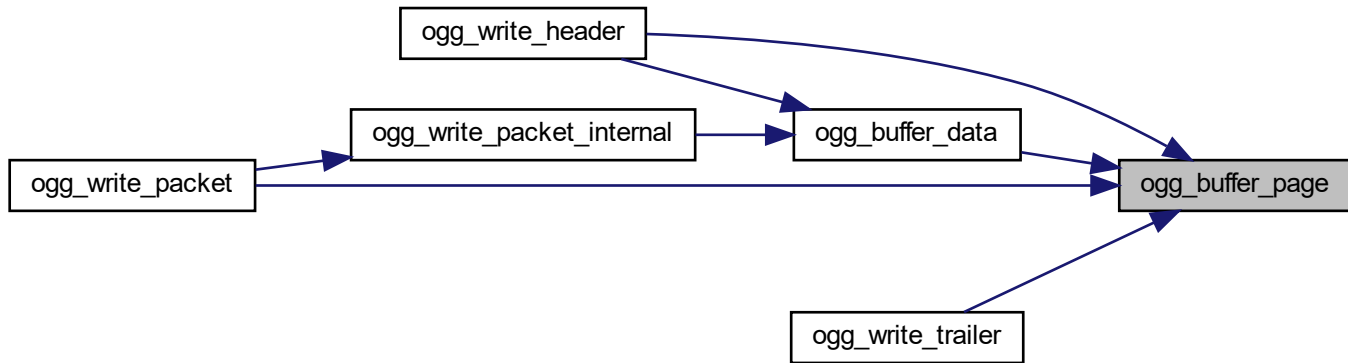 ogg_write_header
ogg_write_packet_internal
ogg_buffer_data
ogg_write_packet
ogg_buffer_page
ogg_write_trailer